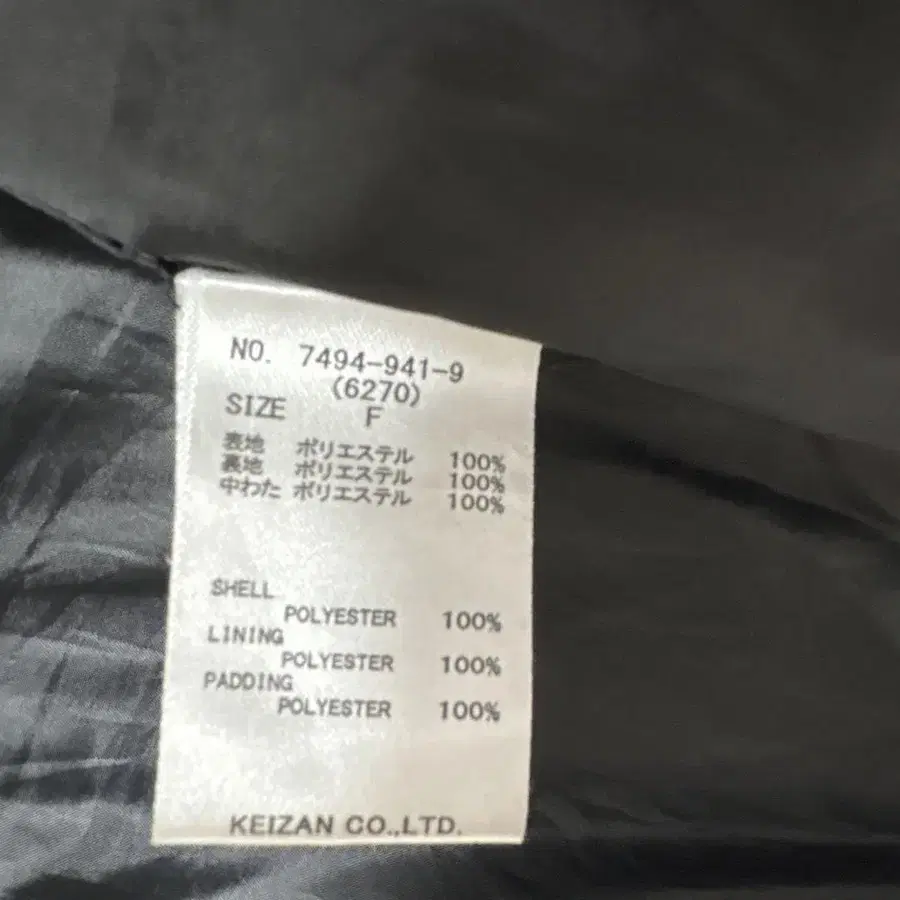 NO. 7494-941-9
(6270)
SIZE F
表地 ポリエステル 100%
裏地 ポリエステル 100%
中わた ポリエステル 100%
SHELL
POLYESTER 100%
LINING
POLYESTER 100%
PADDING
POLYESTER 100%
KEIZAN CO.,LTD.